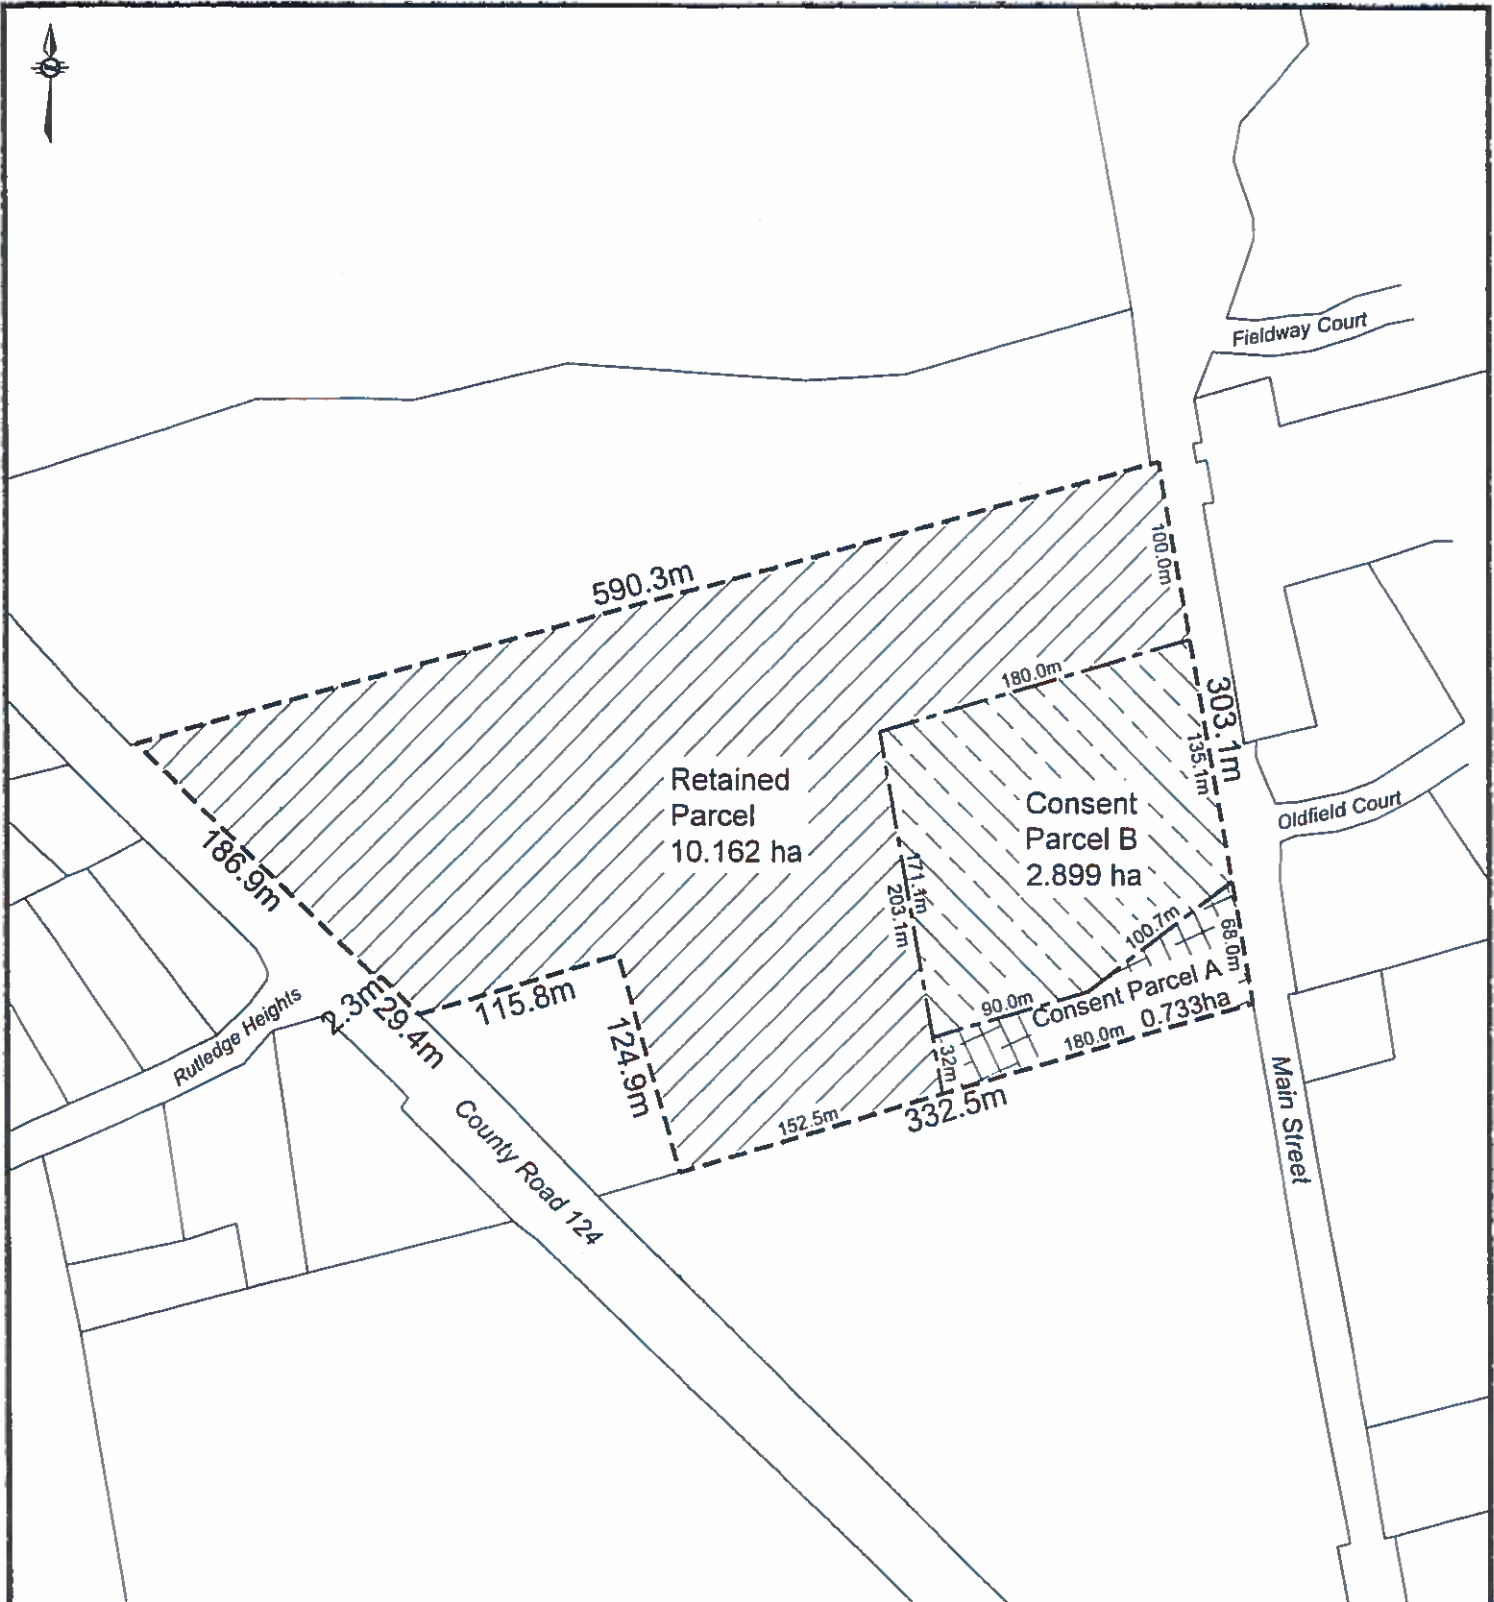 Fieldway Court
590.3m
100.0m
180.0m
303.1m
135.1m
Retained
Parcel
10.162 ha
Consent
Parcel B
2.899 ha
Oldfield Court
186.9m
171.1m
203.1m
100.7m
68.0m
2.3m
29.4m
115.8m
124.9m
90.0m
Consent Parcel A
0.733ha
32m
180.0m
332.5m
152.5m
Rutledge Heights
County Road 124
Main Street